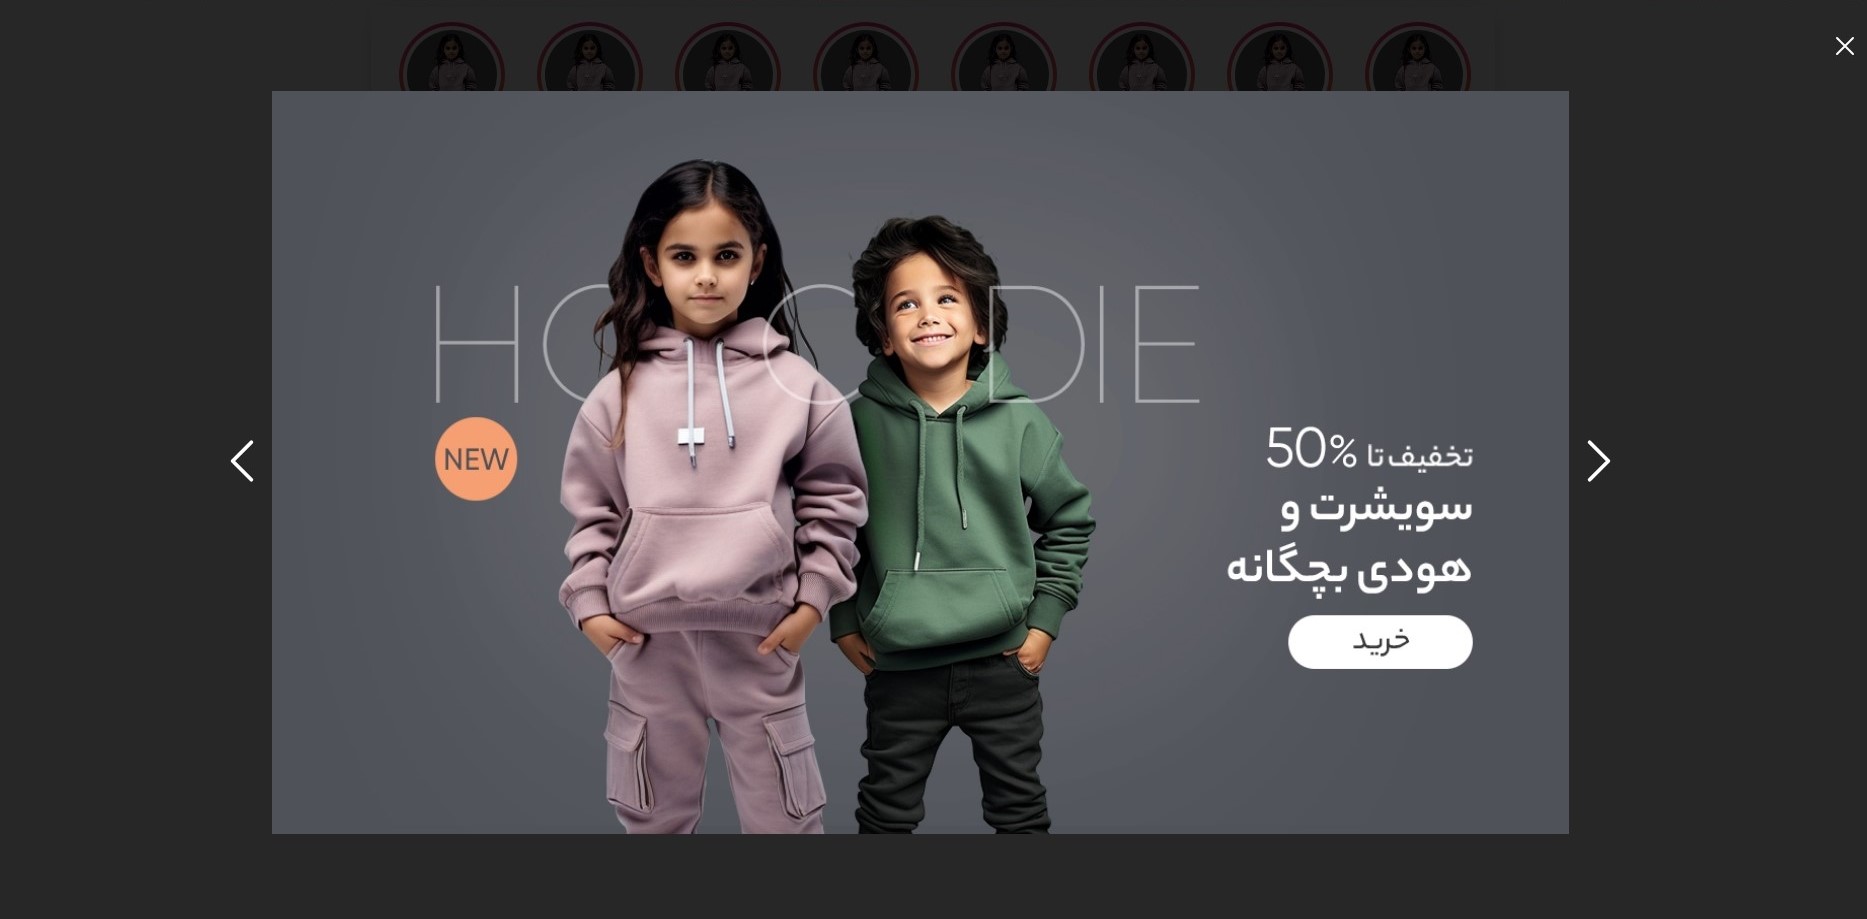 HOODIE
NEW
تخفیف تا 50%
سویشرت و
هودی بچگانه
خرید